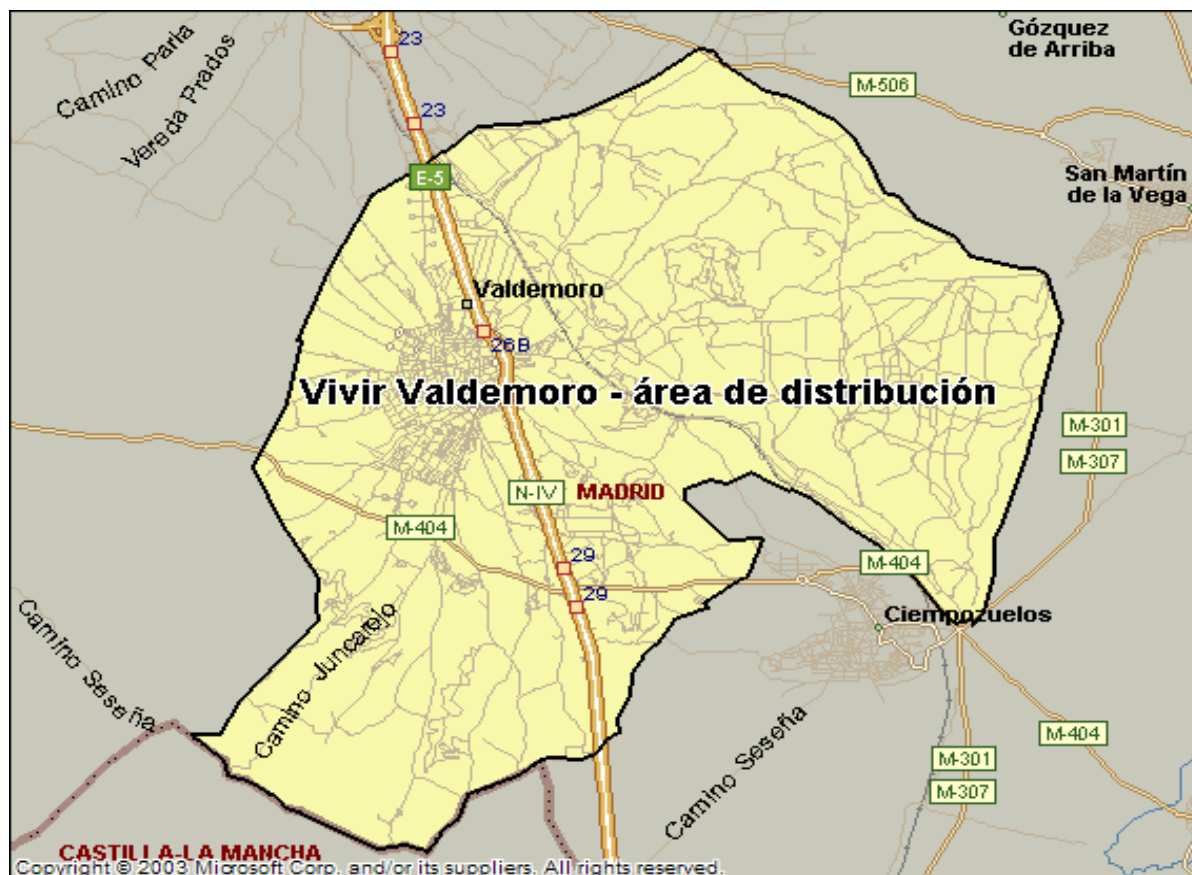 23
Gózquez
de Arriba
Camino Parla
Vereda Prados
M-506
23
E-5
San Martín
de la Vega
Valdemoro
26B
Vivir Valdemoro - área de distribución
M-301
M-307
N-IV
MADRID
M-404
29
M-404
29
Ciempozuelos
Camino Seseña
Camino Juncarejo
Camino Seseña
M-404
M-301
M-307
CASTILLA-LA MANCHA
Copyright © 2003 Microsoft Corp. and/or its suppliers. All rights reserved.